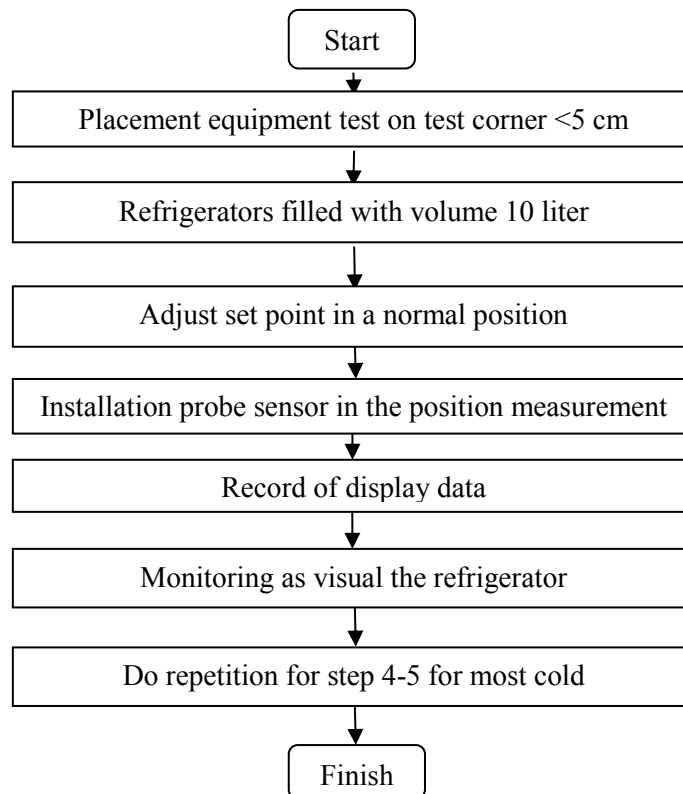 Start
Placement equipment test on test corner <5 cm
Refrigerators filled with volume 10 liter
Adjust set point in a normal position
Installation probe sensor in the position measurement
Record of display data
Monitoring as visual the refrigerator
Do repetition for step 4-5 for most cold
Finish